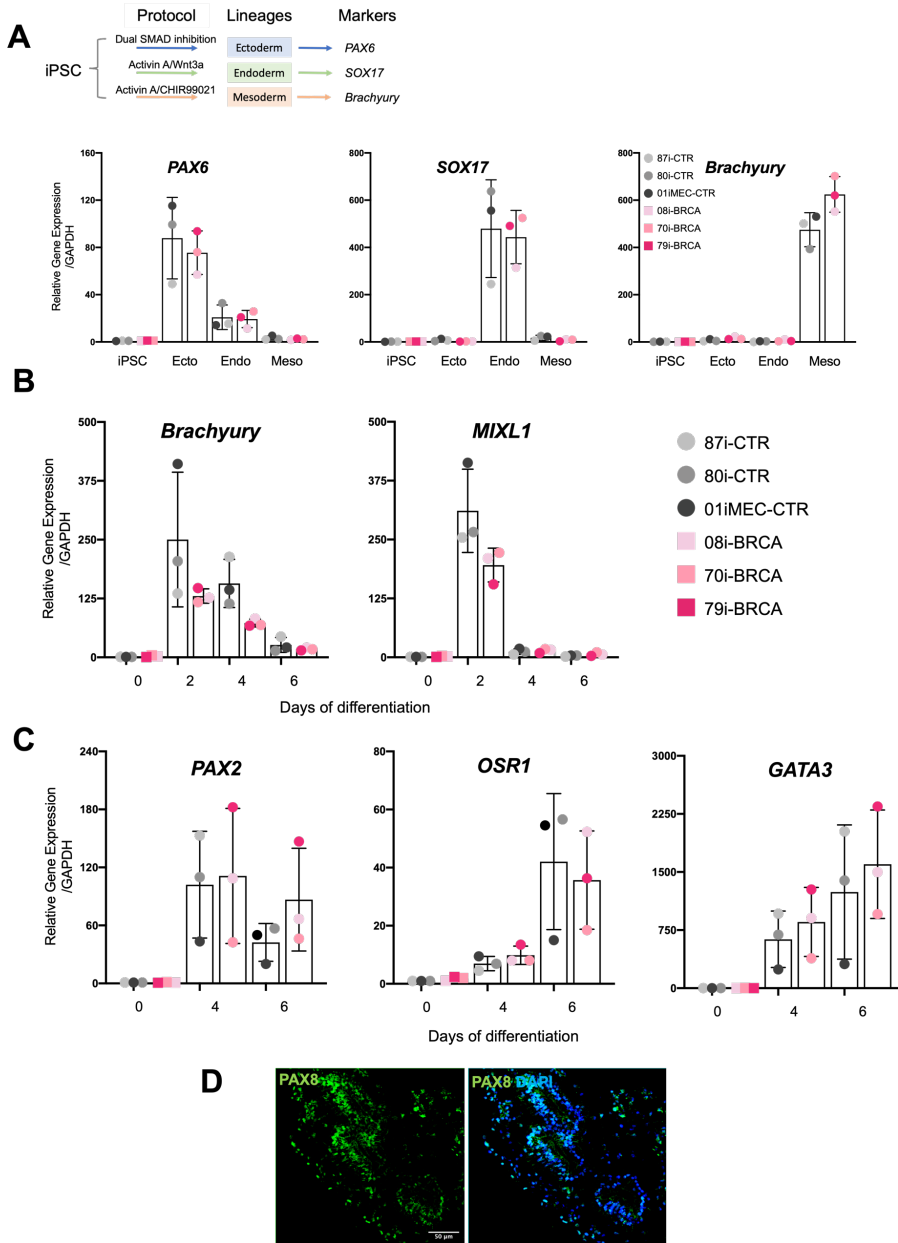 A
Protocol Lineages Markers
iPSC
Dual SMAD inhibition Ectoderm PAX6
Activin A/Wnt3a Endoderm SOX17
Activin A/CHIR99021 Mesoderm Brachyury
PAX6
Relative Gene Expression
/GAPDH
160
120
80
40
0
iPSC Ecto Endo Meso
SOX17
800
600
400
200
0
iPSC Ecto Endo Meso
Brachyury
800
600
400
200
0
iPSC Ecto Endo Meso
87i-CTR
80i-CTR
01iMEC-CTR
08i-BRCA
70i-BRCA
79i-BRCA
B
Brachyury
Relative Gene Expression
/GAPDH
500
375
250
125
0
0 2 4 6
MIXL1
500
375
250
125
0
0 2 4 6
Days of differentiation
87i-CTR
80i-CTR
01iMEC-CTR
08i-BRCA
70i-BRCA
79i-BRCA
C
PAX2
Relative Gene Expression
/GAPDH
240
180
120
60
0
0 4 6
OSR1
80
60
40
20
0
0 4 6
GATA3
3000
2250
1500
750
0
0 4 6
Days of differentiation
D
PAX8
50 µm
PAX8 DAPI